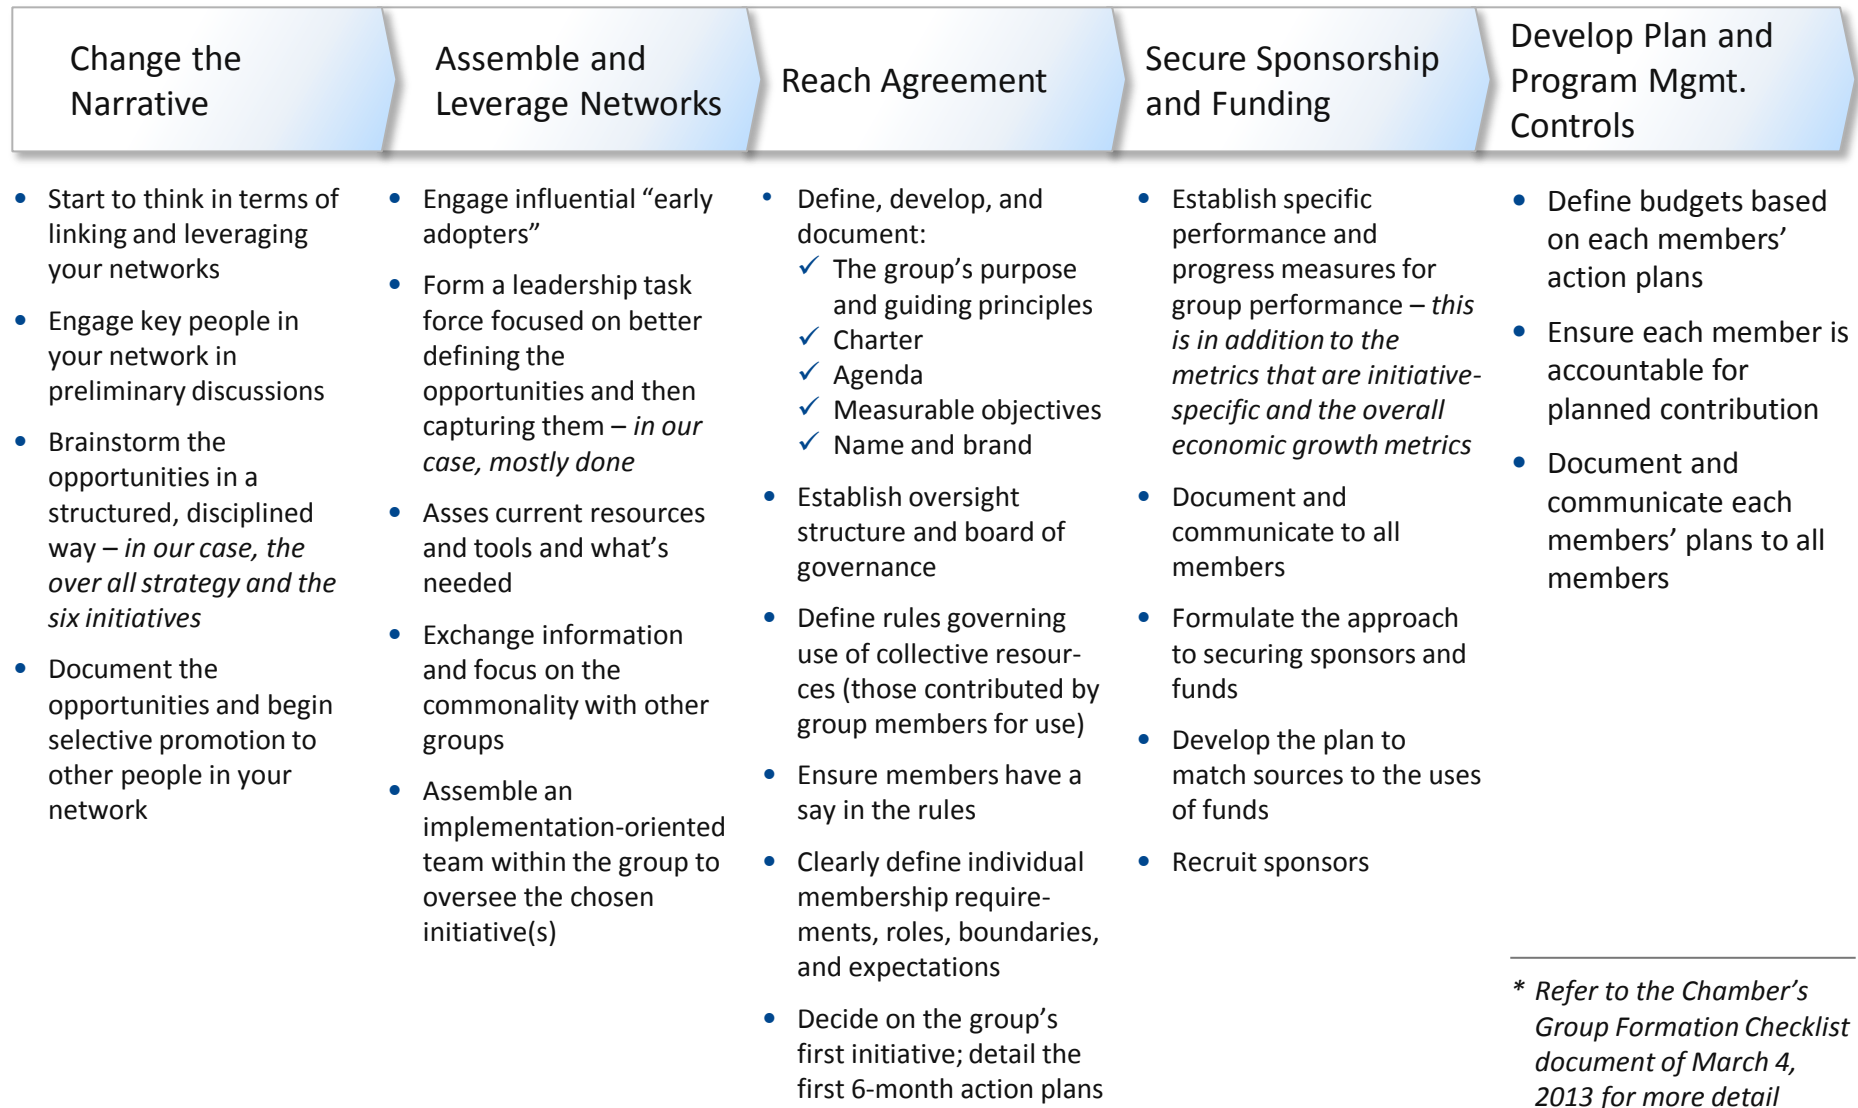 Change the
Narrative
Assemble and
Leverage Networks
Reach Agreement
Secure Sponsorship
and Funding
Develop Plan and
Program Mgmt.
Controls
• Start to think in terms of
linking and leveraging
your networks
• Engage key people in
your network in
preliminary discussions
• Brainstorm the
opportunities in a
structured, disciplined
way – in our case, the
over all strategy and the
six initiatives
• Document the
opportunities and begin
selective promotion to
other people in your
network
• Engage influential “early
adopters”
• Form a leadership task
force focused on better
defining the
opportunities and then
capturing them – in our
case, mostly done
• Asses current resources
and tools and what’s
needed
• Exchange information
and focus on the
commonality with other
groups
• Assemble an
implementation-oriented
team within the group to
oversee the chosen
initiative(s)
• Define, develop, and
document:
✓ The group’s purpose
and guiding principles
✓ Charter
✓ Agenda
✓ Measurable objectives
✓ Name and brand
• Establish oversight
structure and board of
governance
• Define rules governing
use of collective resour-
ces (those contributed by
group members for use)
• Ensure members have a
say in the rules
• Clearly define individual
membership require-
ments, roles, boundaries,
and expectations
• Decide on the group’s
first initiative; detail the
first 6-month action plans
• Establish specific
performance and
progress measures for
group performance – this
is in addition to the
metrics that are initiative-
specific and the overall
economic growth metrics
• Document and
communicate to all
members
• Formulate the approach
to securing sponsors and
funds
• Develop the plan to
match sources to the uses
of funds
• Recruit sponsors
• Define budgets based
on each members’
action plans
• Ensure each member is
accountable for
planned contribution
• Document and
communicate each
members’ plans to all
members
* Refer to the Chamber’s
Group Formation Checklist
document of March 4,
2013 for more detail